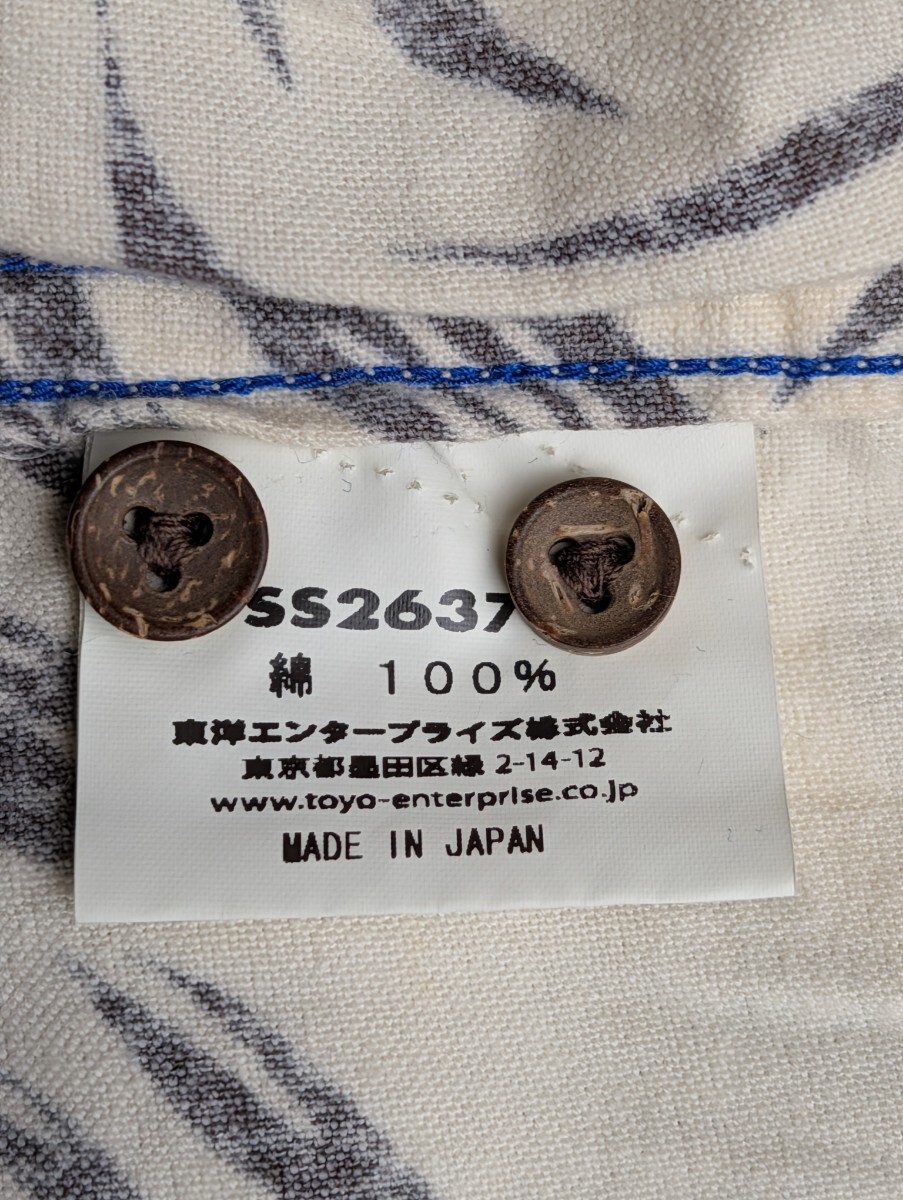 SS2637
綿 100%
東洋エンタープライズ株式会社
東京都墨田区緑 2-14-12
www.toyo-enterprise.co.jp
MADE IN JAPAN